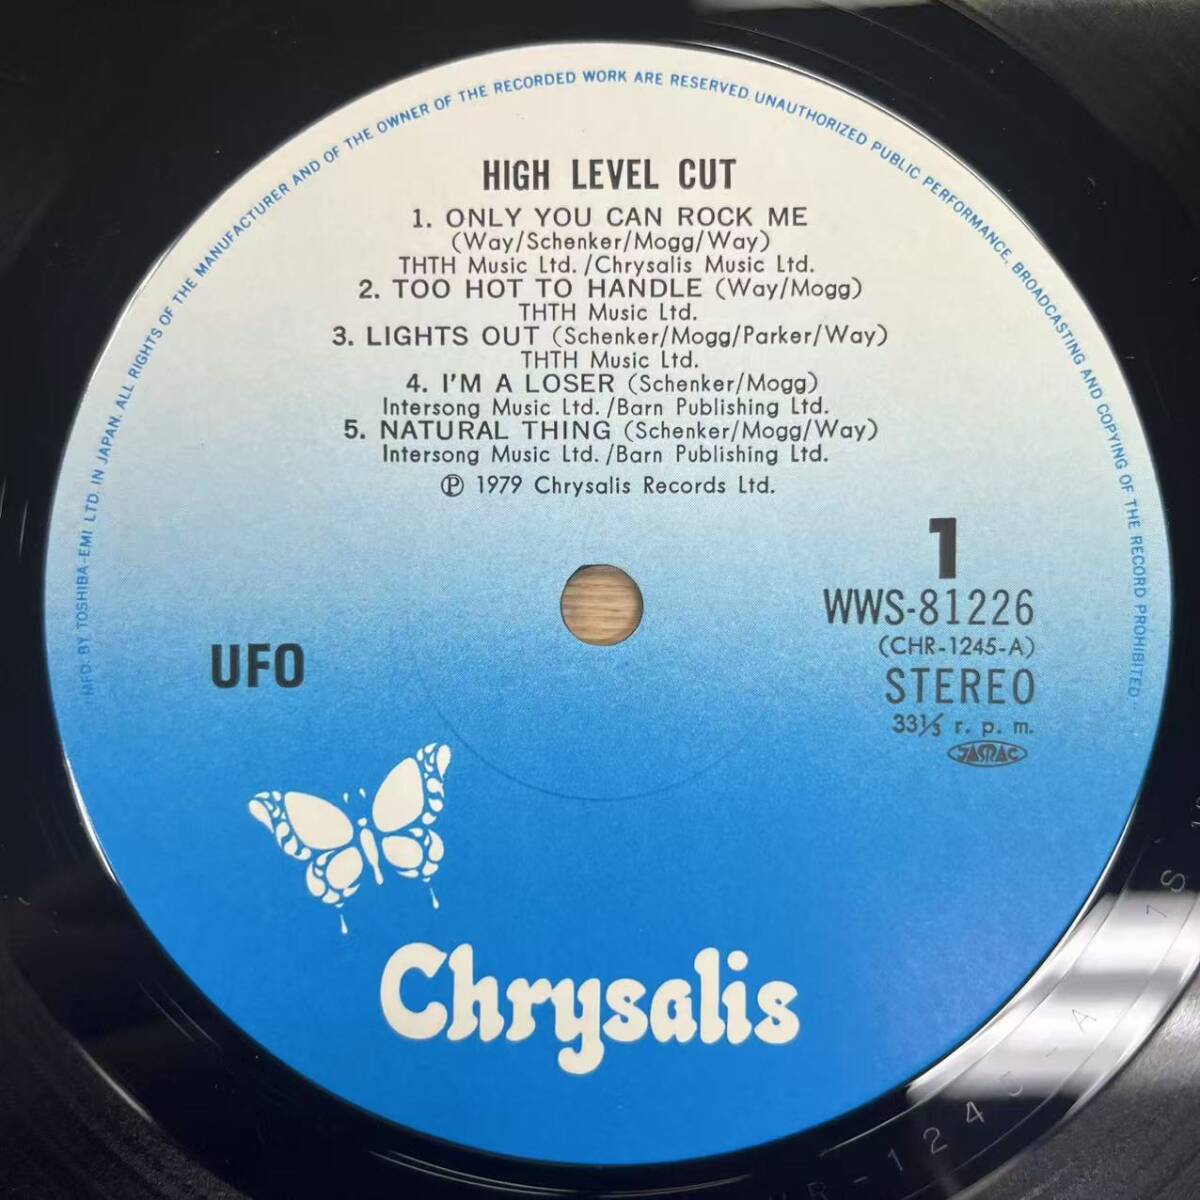 MFD. BY TOSHIBA-EMI LTD. IN JAPAN. ALL RIGHTS OF THE MANUFACTURER AND OF THE OWNER OF THE RECORDED WORK ARE RESERVED. UNAUTHORIZED PUBLIC PERFORMANCE, BROADCASTING AND COPYING OF THE RECORD PROHIBITED.
HIGH LEVEL CUT
1. ONLY YOU CAN ROCK ME
(Way/Schenker/Mogg/Way)
THTH Music Ltd. /Chrysalis Music Ltd.
2. TOO HOT TO HANDLE (Way/Mogg)
THTH Music Ltd.
3. LIGHTS OUT (Schenker/Mogg/Parker/Way)
THTH Music Ltd.
4. I'M A LOSER (Schenker/Mogg)
Intersong Music Ltd. /Barn Publishing Ltd.
5. NATURAL THING (Schenker/Mogg/Way)
Intersong Music Ltd. /Barn Publishing Ltd.
Ⓟ 1979 Chrysalis Records Ltd.
1
WWS-81226
(CHR-1245-A)
UFO
STEREO
33⅓ r. p. m.
JASRAC
Chrysalis
R-1245-A 1S